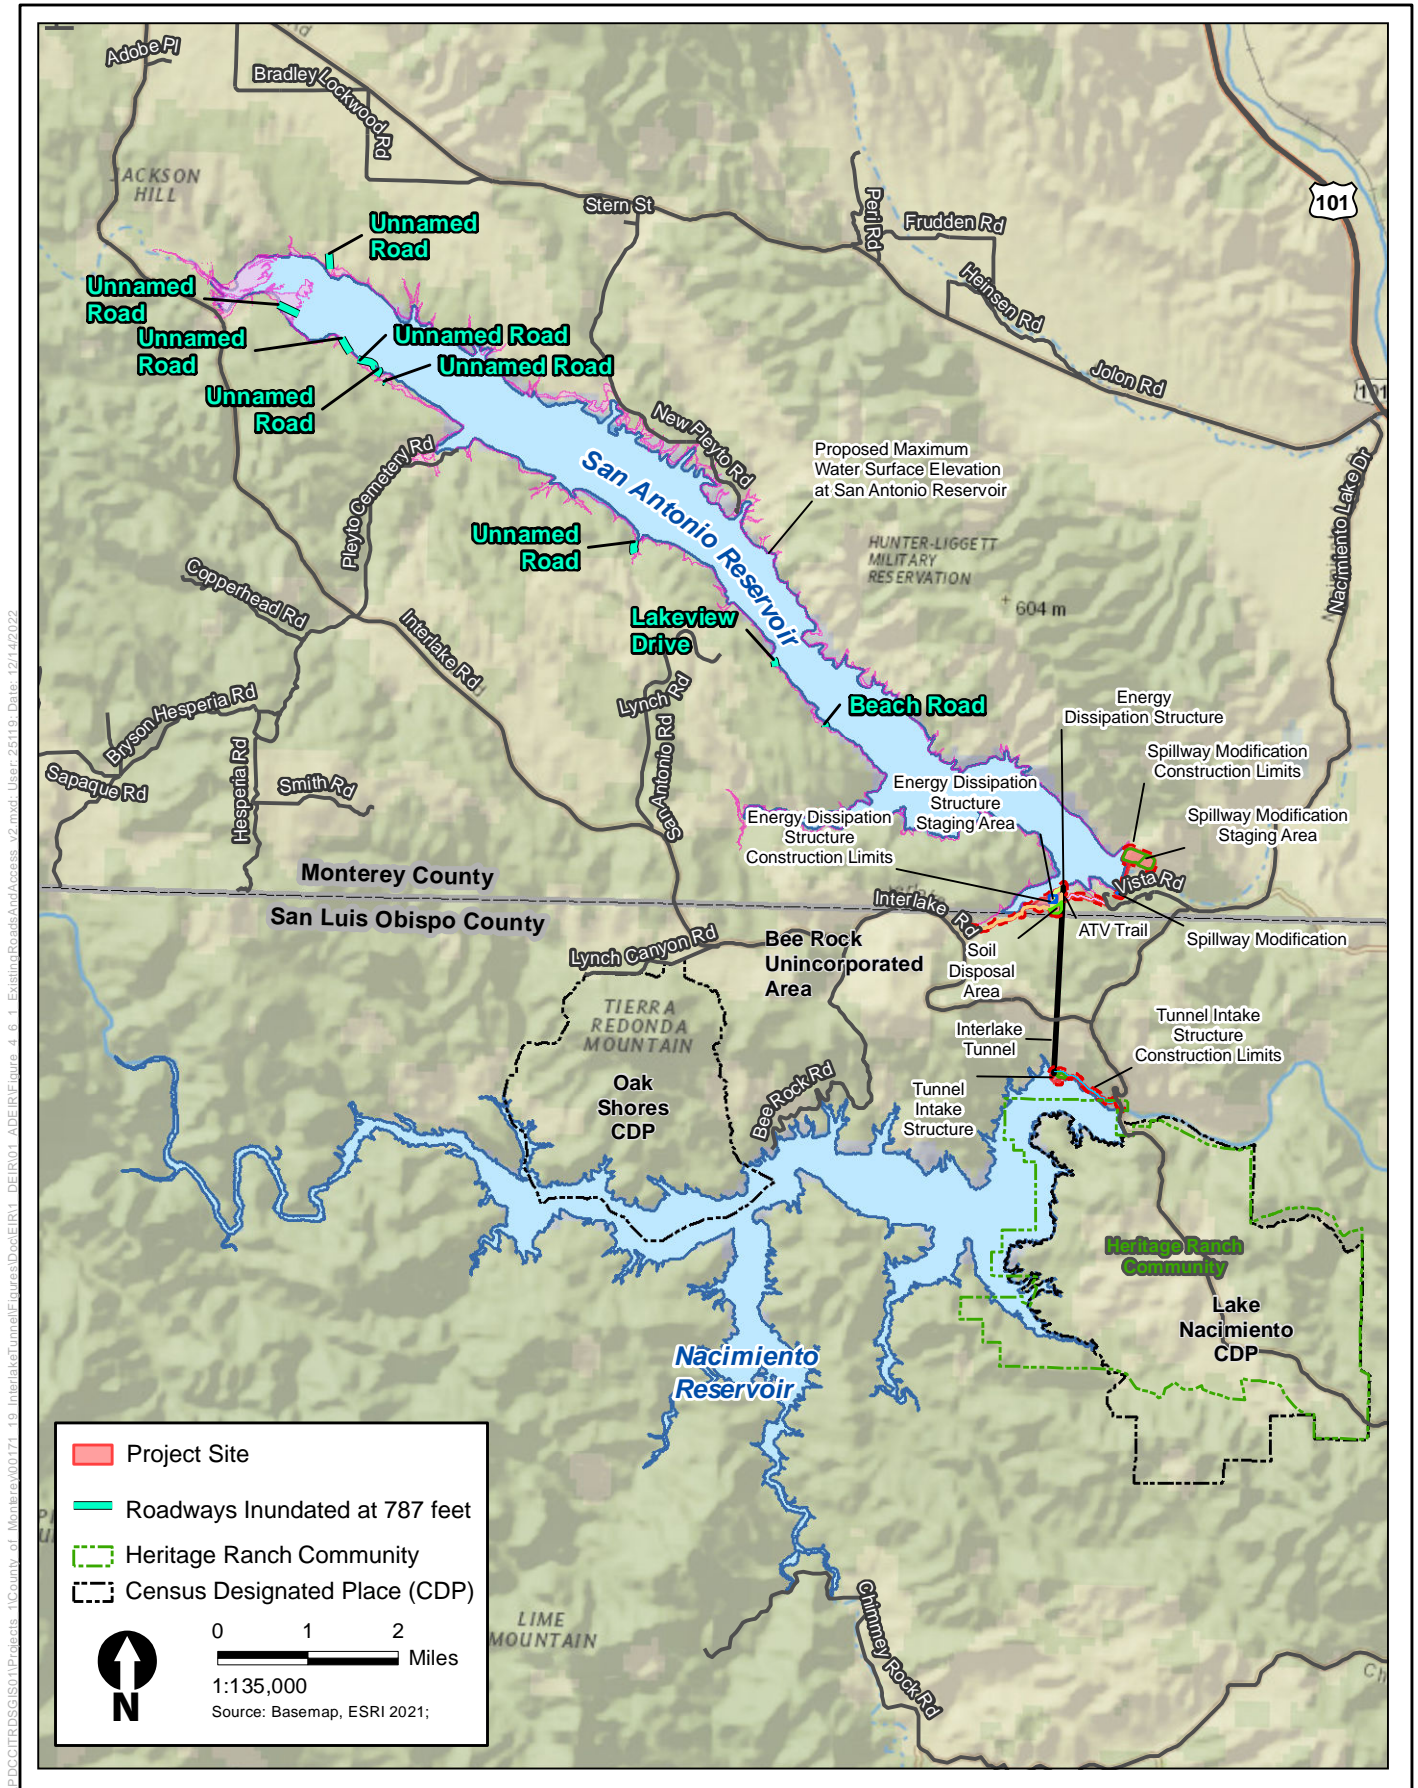 Adobe Pl
Bradley Lockwood Rd
JACKSON
HILL
Stern St
Peri Rd
Frudden Rd
101
Heinsen Rd
Jolon Rd
101
Unnamed
Road
Unnamed
Road
Unnamed
Road
Unnamed Road
Unnamed Road
Unnamed
Road
New Pleyto Rd
Proposed Maximum
Water Surface Elevation
at San Antonio Reservoir
Pleyto Cemetery Rd
San Antonio Reservoir
Nacimiento Lake Dr
Unnamed
Road
HUNTER-LIGGETT
MILITARY
RESERVATION
604 m
Copperhead Rd
Interlake Rd
Lakeview
Drive
Lynch Rd
San Antonio Rd
Beach Road
Bryson Hesperia Rd
Sapaque Rd
Hesperia Rd
Smith Rd
Energy
Dissipation Structure
Spillway Modification
Construction Limits
Energy Dissipation
Structure
Staging Area
Spillway Modification
Staging Area
Energy Dissipation
Structure
Construction Limits
Monterey County
San Luis Obispo County
Vista Rd
Interlake Rd
ATV Trail
Spillway Modification
Soil
Disposal
Area
Lynch Canyon Rd
Bee Rock
Unincorporated
Area
TIERRA
REDONDA
MOUNTAIN
Interlake
Tunnel
Tunnel Intake
Structure
Construction Limits
Oak
Shores
CDP
Bee Rock Rd
Tunnel
Intake
Structure
Heritage Ranch
Community
Lake
Nacimiento
CDP
Nacimiento
Reservoir
Project Site
Roadways Inundated at 787 feet
Heritage Ranch Community
Census Designated Place (CDP)
0 1 2
Miles
1:135,000
N
Source: Basemap, ESRI 2021;
LIME
MOUNTAIN
Chimney Rock Rd